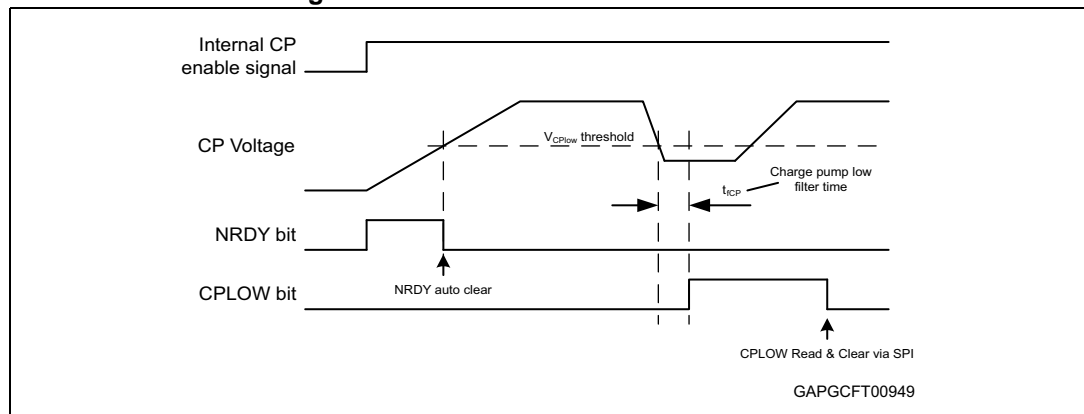 Internal CP
enable signal
CP Voltage
VCPlow threshold
Charge pump low
filter time
tfCP
NRDY bit
NRDY auto clear
CPLOW bit
CPLOW Read & Clear via SPI
GAPGCFT00949